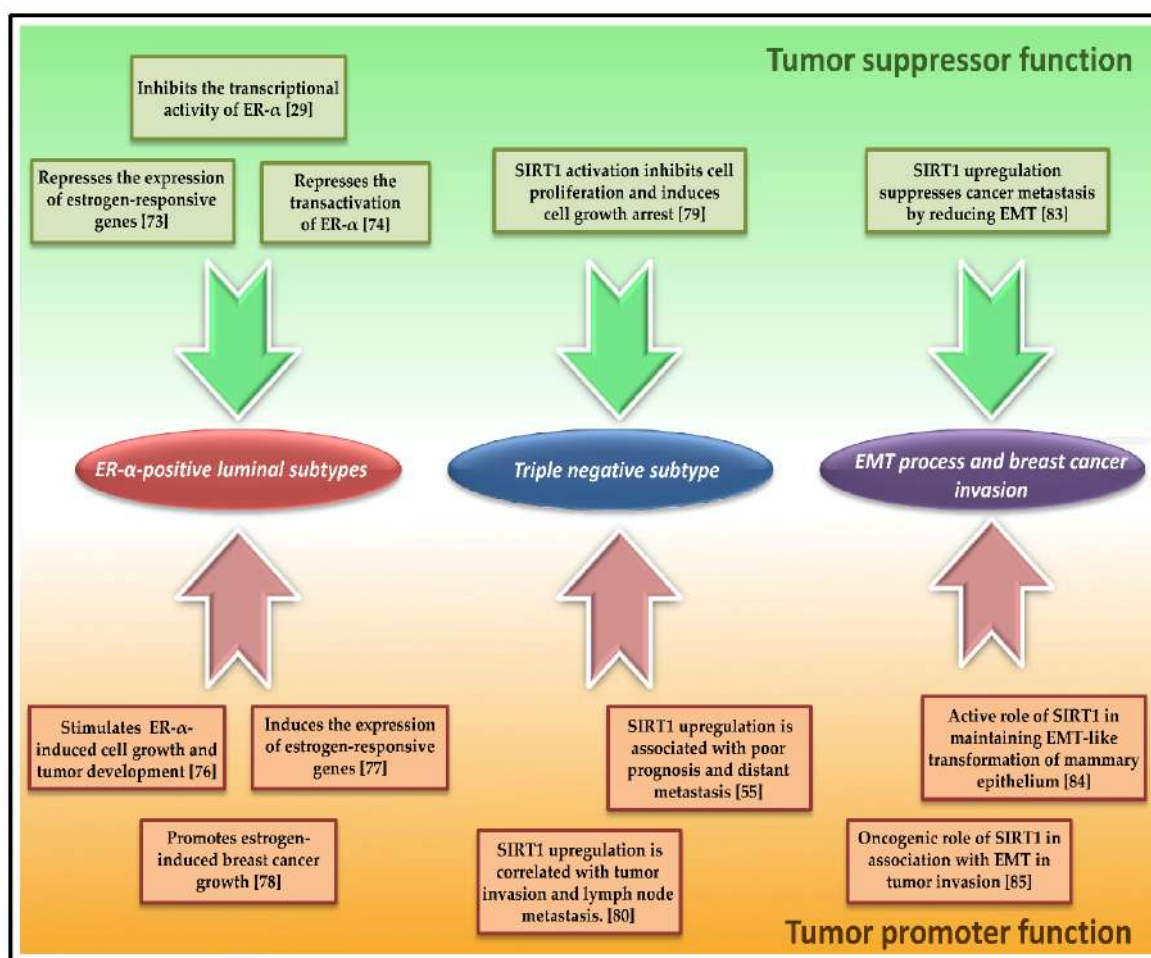 Tumor suppressor function
Inhibits the transcriptional
activity of ER-α [29]
Represses the expression
of estrogen-responsive
genes [73]
Represses the
transactivation
of ER-α [74]
SIRT1 activation inhibits cell
proliferation and induces
cell growth arrest [79]
SIRT1 upregulation
suppresses cancer metastasis
by reducing EMT [83]
ER-α-positive luminal subtypes
Triple negative subtype
EMT process and breast cancer
invasion
Stimulates ER-α-
induced cell growth and
tumor development [76]
Induces the expression
of estrogen-responsive
genes [77]
Promotes estrogen-
induced breast cancer
growth [78]
SIRT1 upregulation is
associated with poor
prognosis and distant
metastasis [55]
SIRT1 upregulation is
correlated with tumor
invasion and lymph node
metastasis. [80]
Active role of SIRT1 in
maintaining EMT-like
transformation of mammary
epithelium [84]
Oncogenic role of SIRT1 in
association with EMT in
tumor invasion [85]
Tumor promoter function